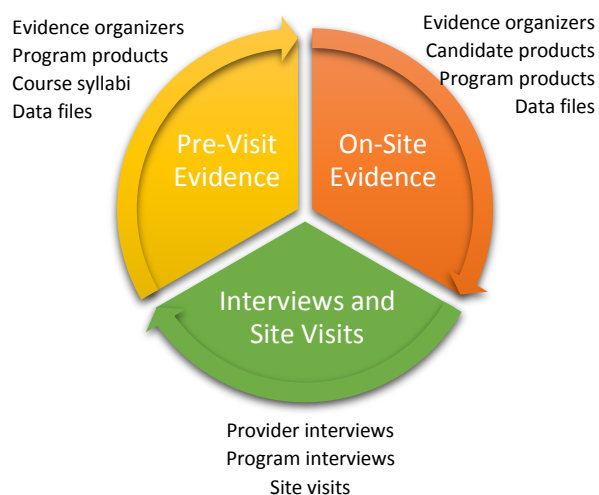 Evidence organizers
Program products
Course syllabi
Data files
Evidence organizers
Candidate products
Program products
Data files
Pre-Visit
Evidence
On-Site
Evidence
Interviews and
Site Visits
Provider interviews
Program interviews
Site visits